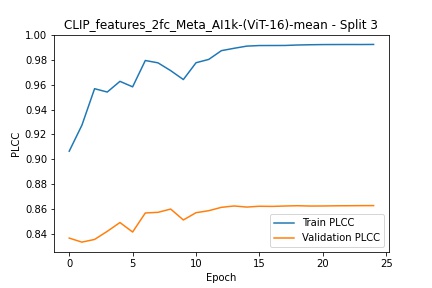 CLIP_features_2fc_Meta_AI1k-(ViT-16)-mean - Split 3
1.00
0.98
0.96
0.94
0.92
0.90
0.88
0.86
0.84
PLCC
Train PLCC
Validation PLCC
0 5 10 15 20 25
Epoch